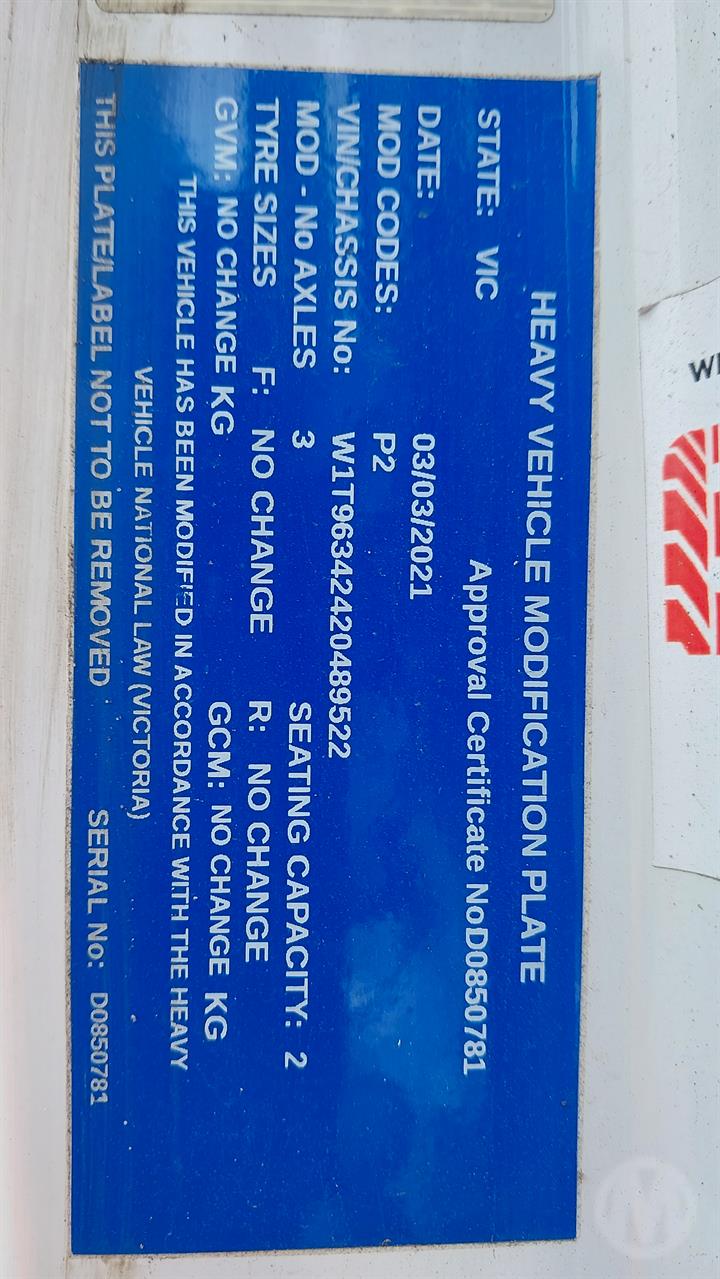 HEAVY VEHICLE MODIFICATION PLATE
STATE: VIC Approval Certificate NoD0850781
DATE: 03/03/2021
MOD CODES: P2
VIN/CHASSIS No: W1T96342420489522
MOD - No AXLES 3 SEATING CAPACITY: 2
TYRE SIZES F: NO CHANGE R: NO CHANGE
GVM: NO CHANGE KG GCM: NO CHANGE KG
THIS VEHICLE HAS BEEN MODIFIED IN ACCORDANCE WITH THE HEAVY
VEHICLE NATIONAL LAW (VICTORIA)
THIS PLATE/LABEL NOT TO BE REMOVED SERIAL No: D0850781
M